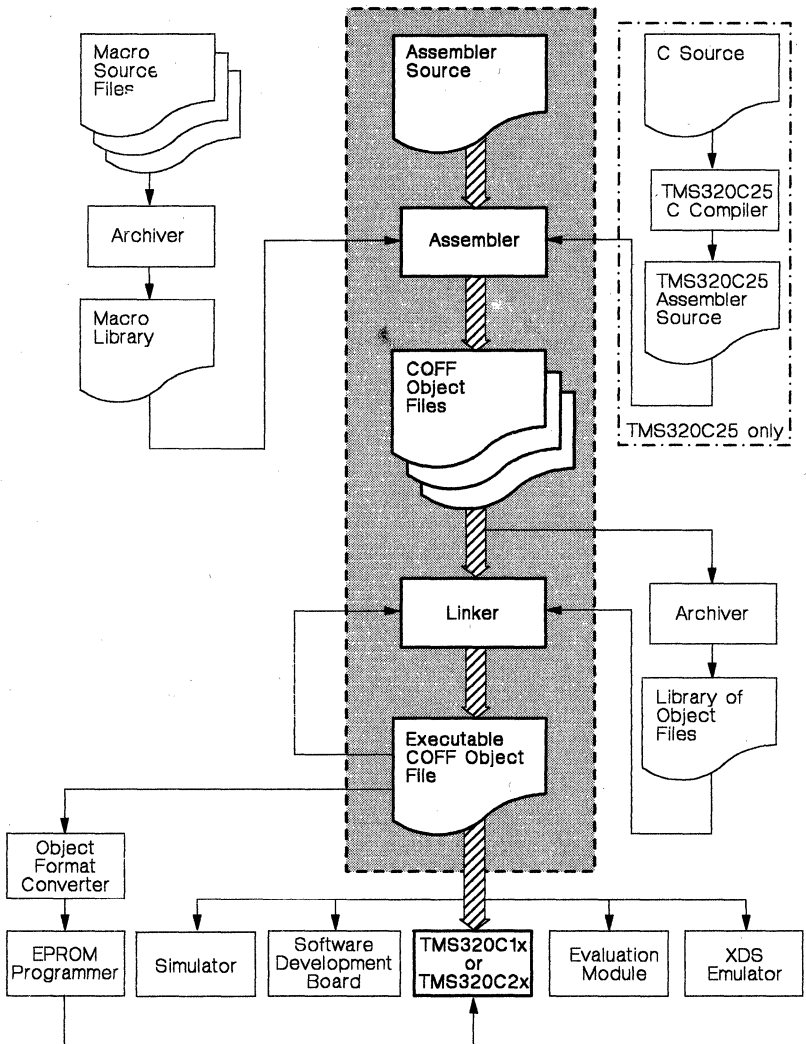 Macro
Source
Files
Assembler
Source
C Source
TMS320C25
C Compiler
Archiver
Assembler
TMS320C25
Assembler
Source
Macro
Library
COFF
Object
Files
TMS320C25 only
Linker
Archiver
Library of
Object
Files
Executable
COFF Object
File
Object
Format
Converter
EPROM
Programmer
Simulator
Software
Development
Board
TMS320C1x
or
TMS320C2x
Evaluation
Module
XDS
Emulator